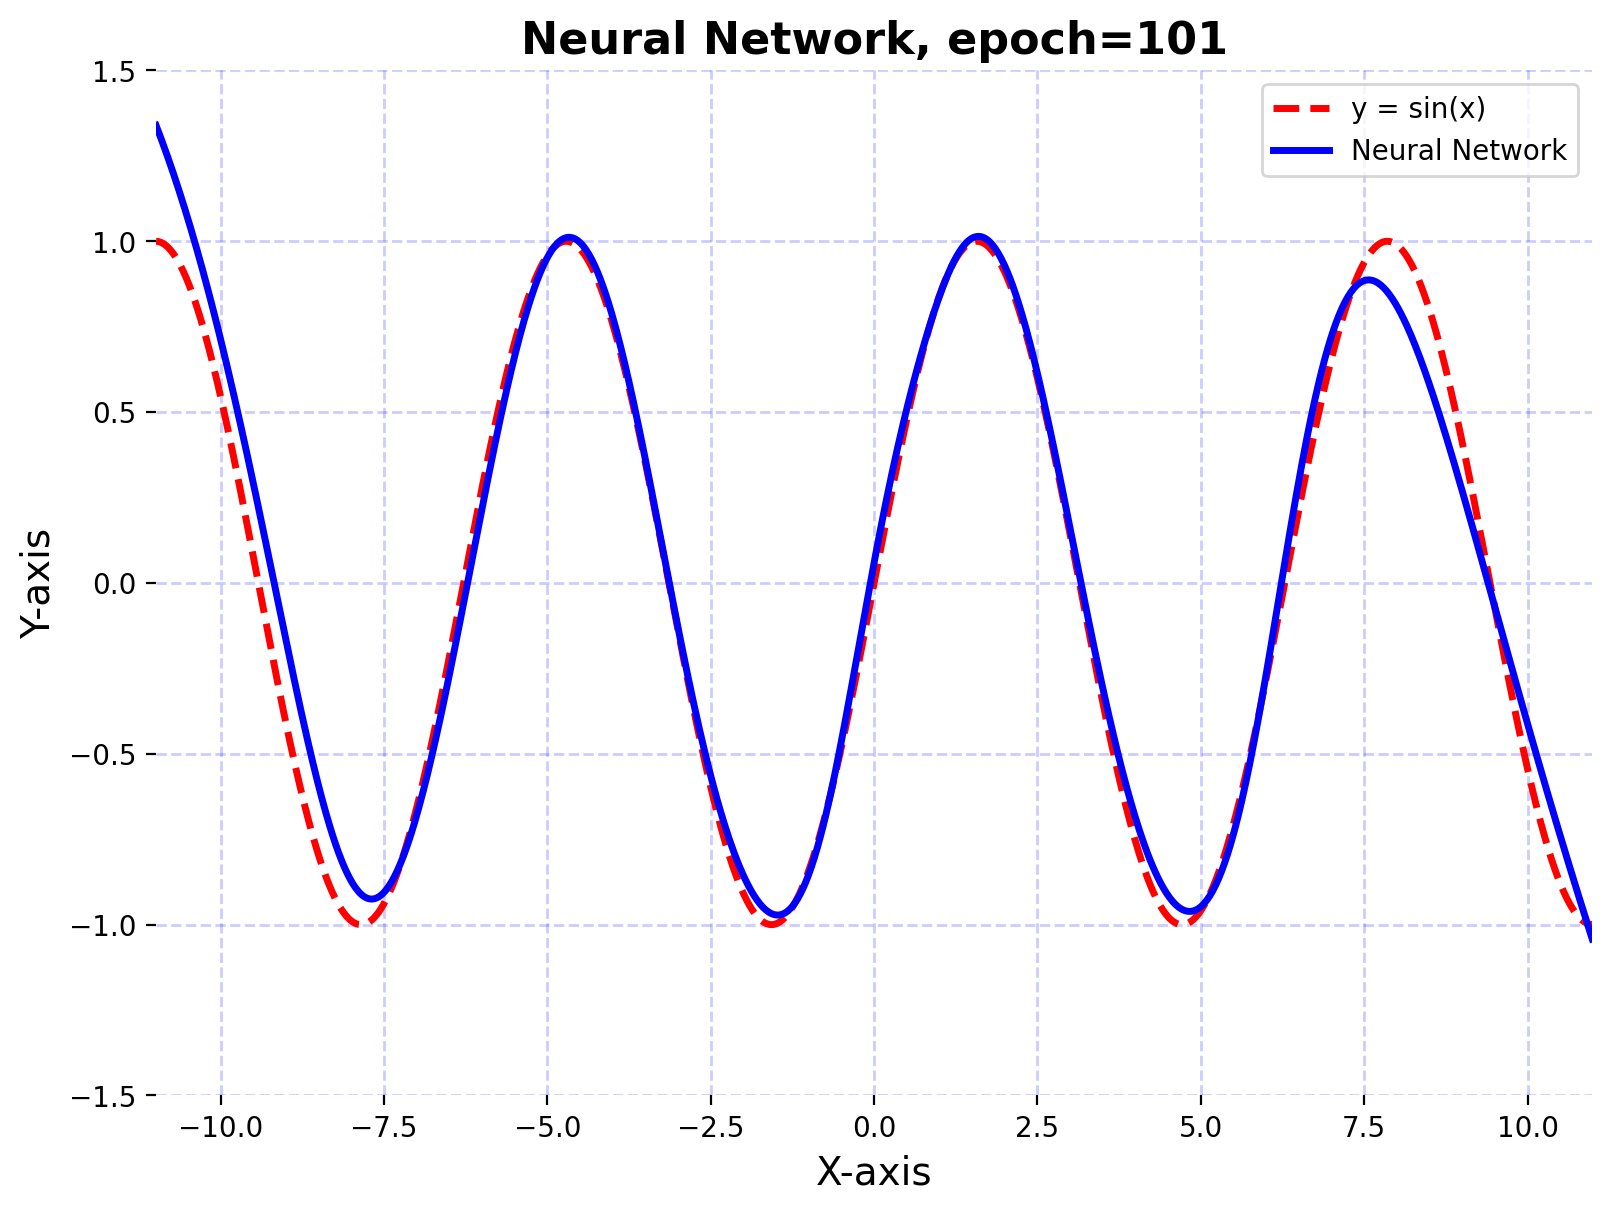 Neural Network, epoch=101
y = sin(x)
Neural Network
Y-axis
1.5
1.0
0.5
0.0
−0.5
−1.0
−1.5
−10.0 −7.5 −5.0 −2.5 0.0 2.5 5.0 7.5 10.0
X-axis